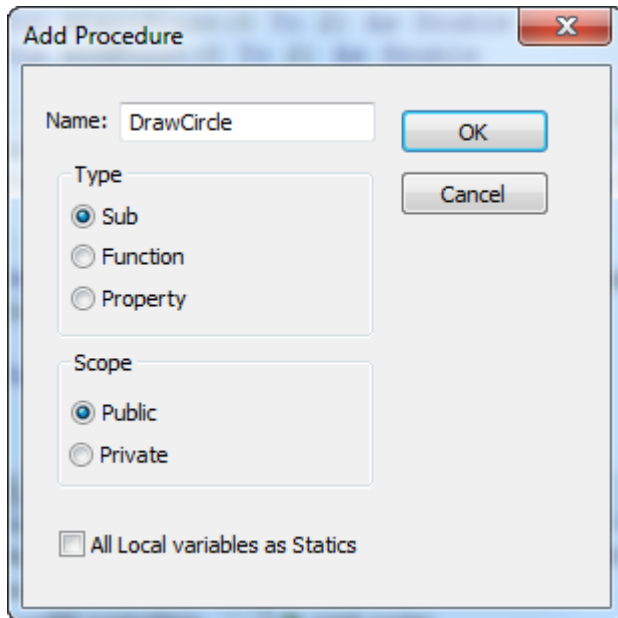 Add Procedure
Name: DrawCircle
OK
Type
Cancel
Sub
Function
Property
Scope
Public
Private
All Local variables as Statics